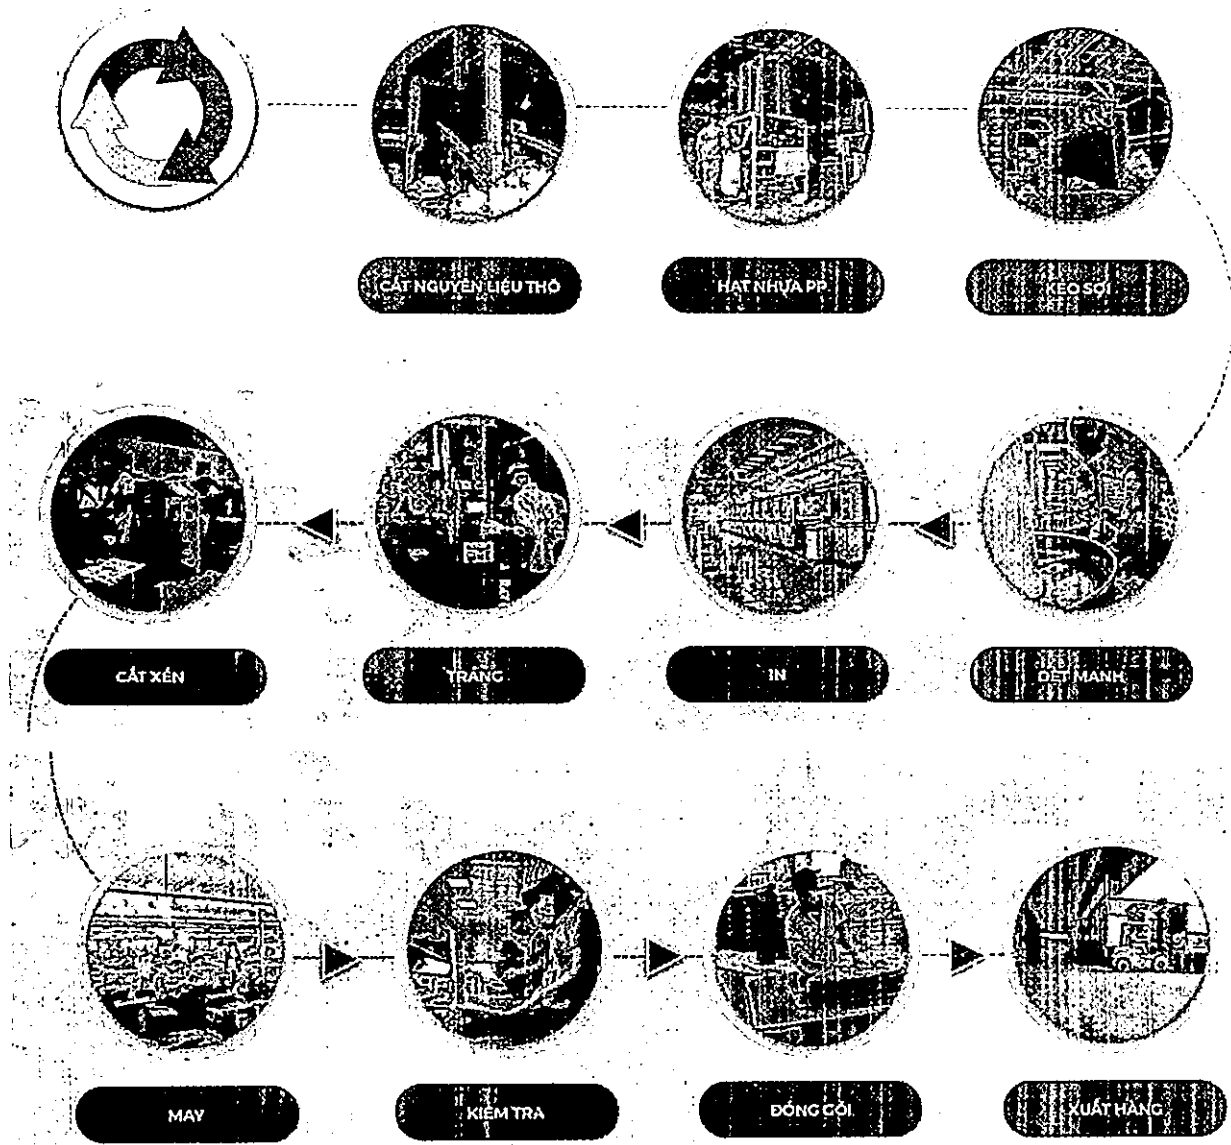 CẮT NGUYÊN LIỆU THÔ
HẠT NHỰA PP
KÉO SỢI
CẮT XÉN
TRÁNG
IN
DỆT MÀNH
MAY
KIỂM TRA
ĐÓNG GÓI
XUẤT HÀNG